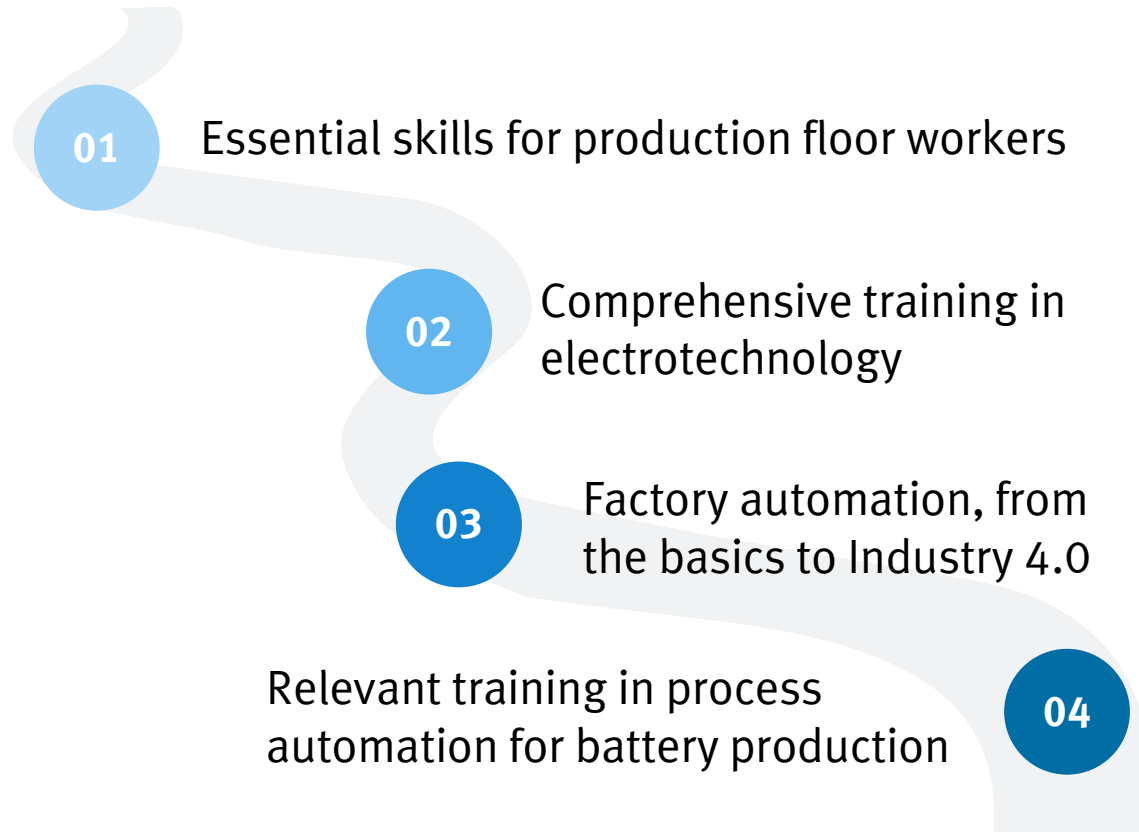 01
Essential skills for production floor workers
02
Comprehensive training in
electrotechnology
03
Factory automation, from
the basics to Industry 4.0
Relevant training in process
automation for battery production
04